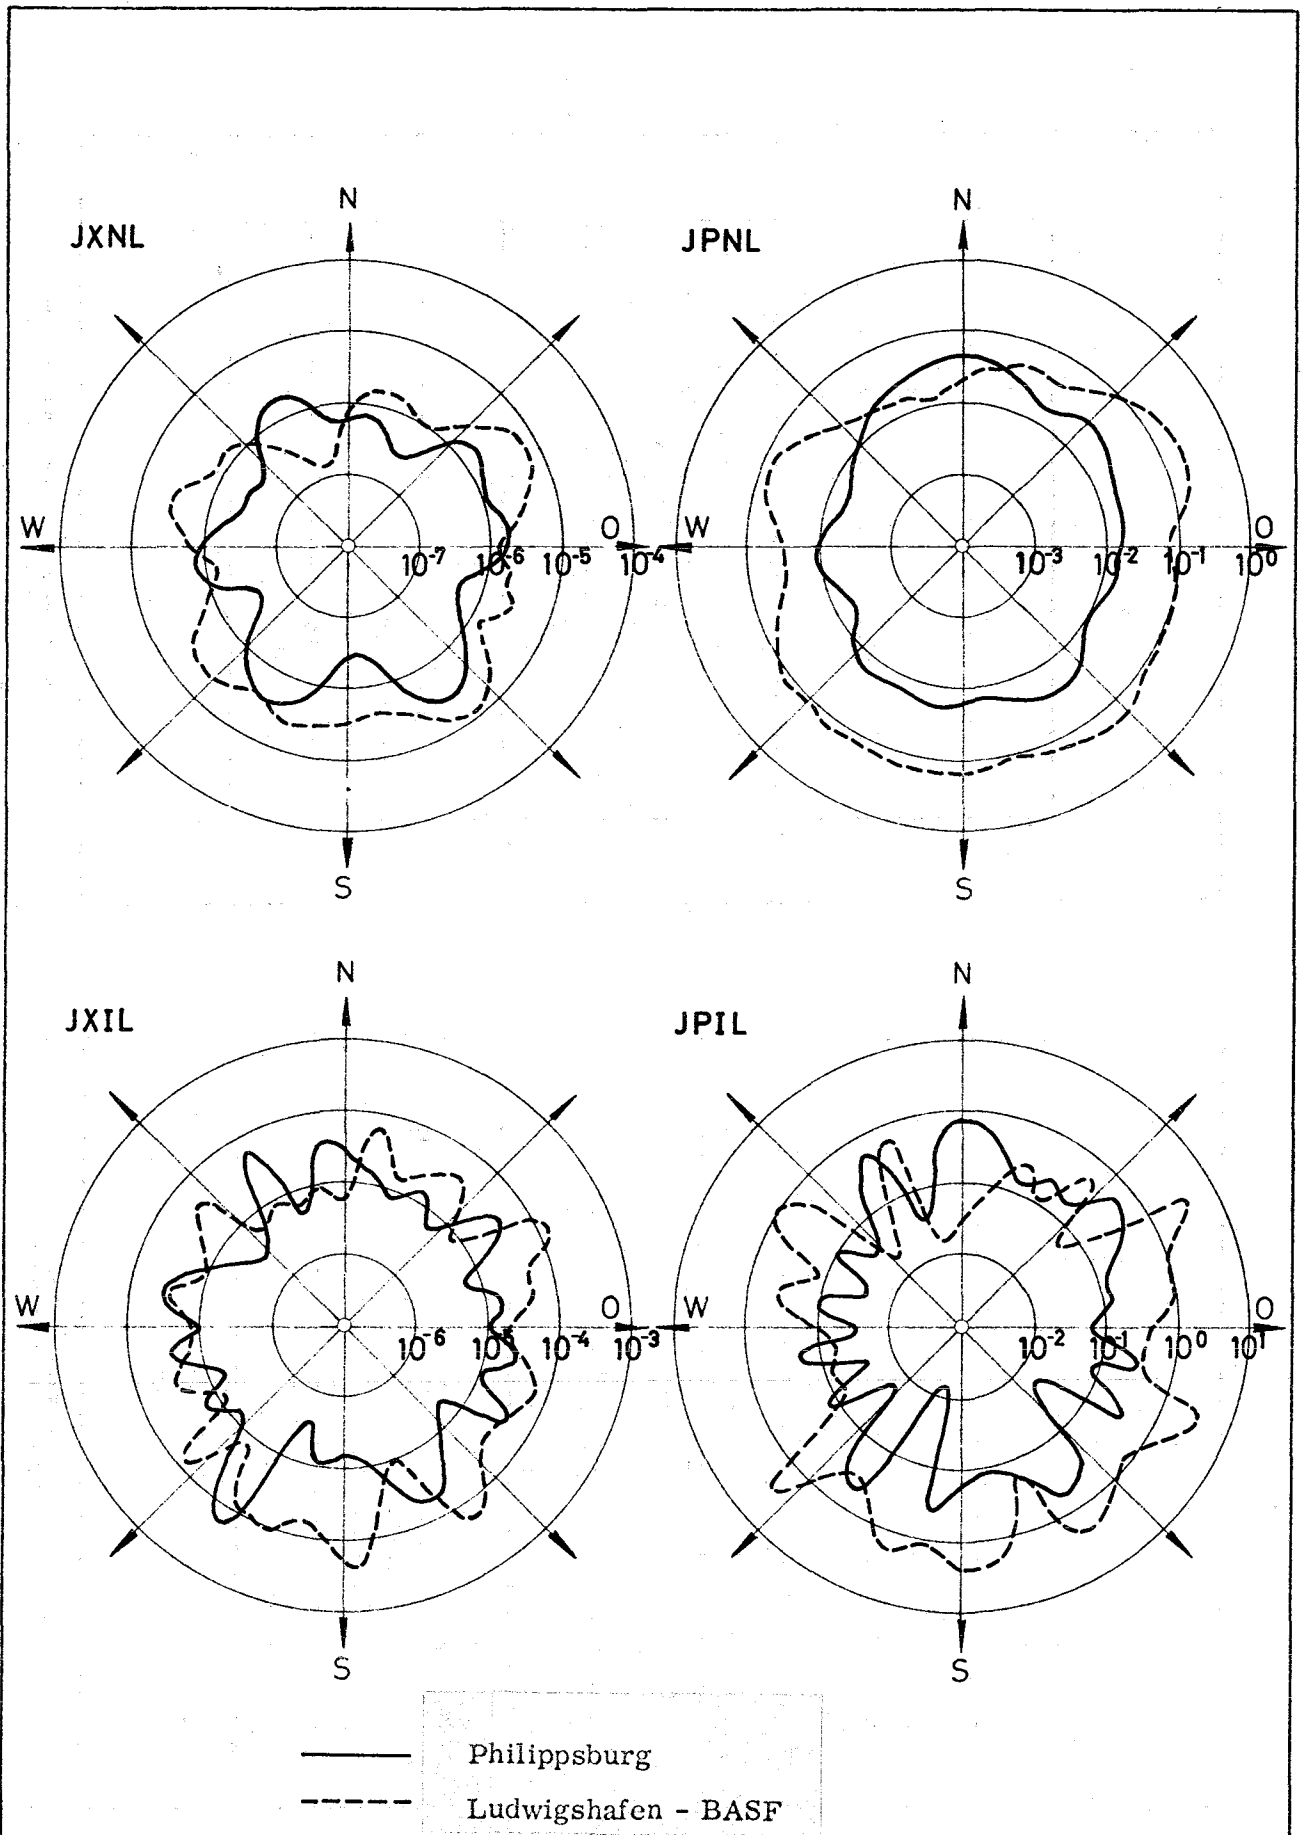 N
JXNL
W
O
10⁻⁷ 10⁻⁶ 10⁻⁵ 10⁻⁴
S
N
JPNL
W
O
10⁻³ 10⁻² 10⁻¹ 10⁰
S
N
JXIL
W
O
10⁻⁶ 10⁻⁵ 10⁻⁴ 10⁻³
S
N
JPIL
W
O
10⁻² 10⁻¹ 10⁰ 10¹
S
Philippsburg
Ludwigshafen - BASF